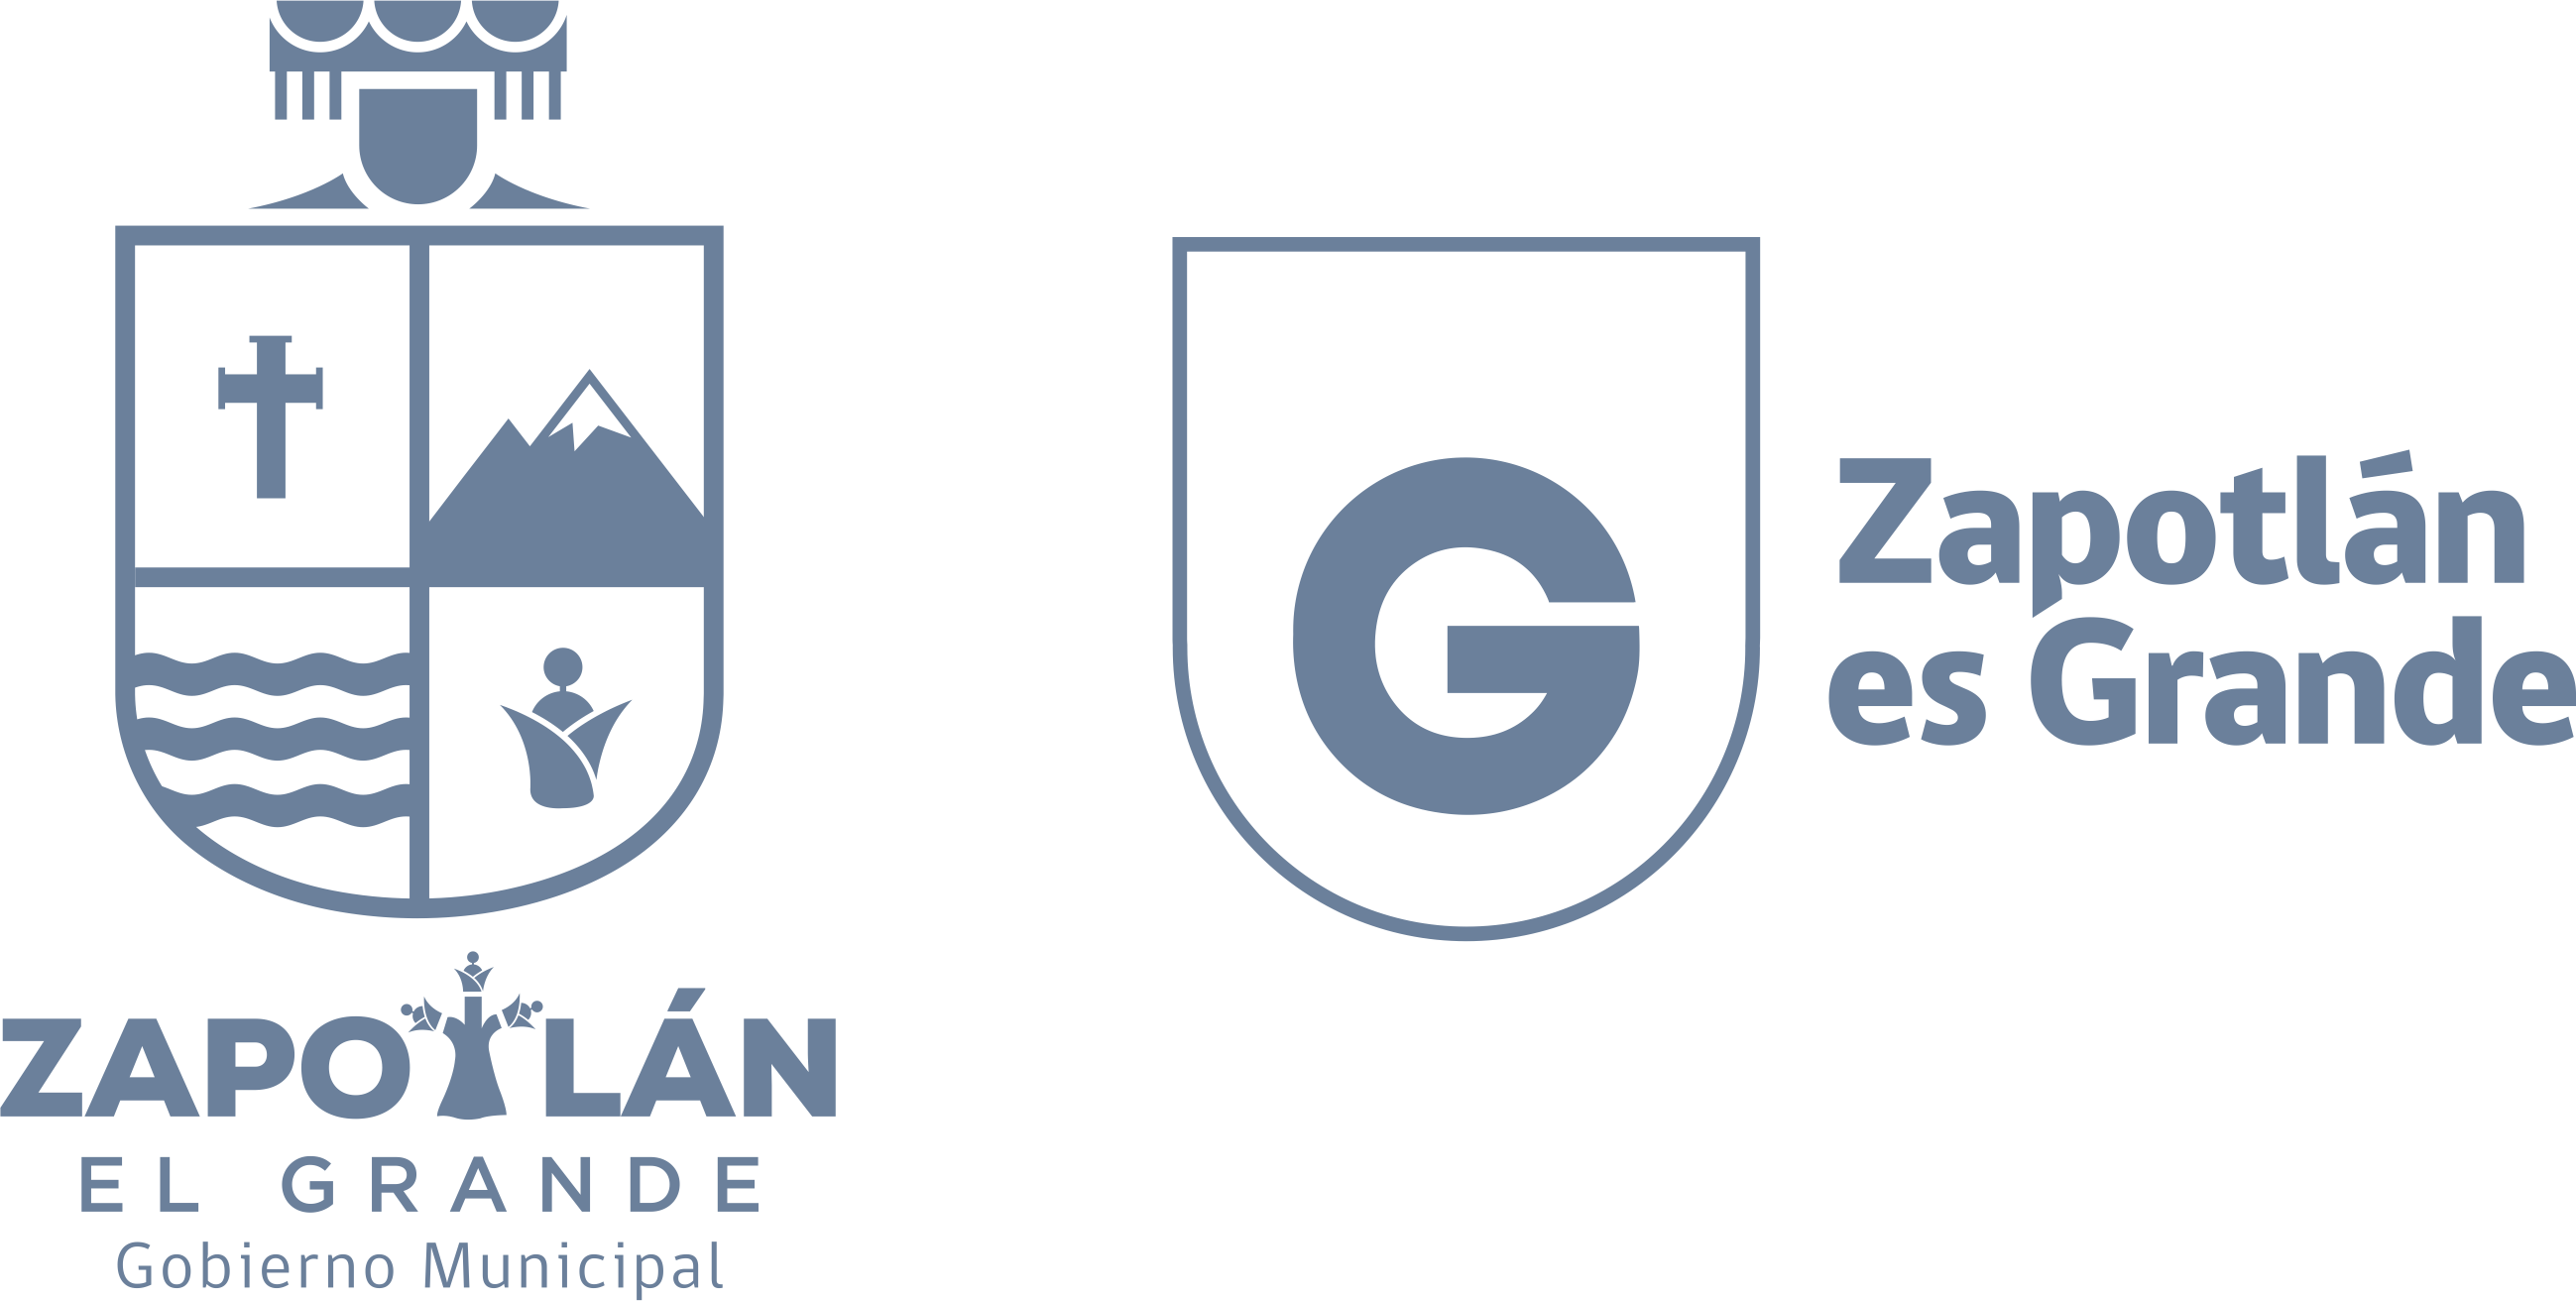 ZAPOTLÁN
EL GRANDE
Gobierno Municipal
G
Zapotlán
es Grande